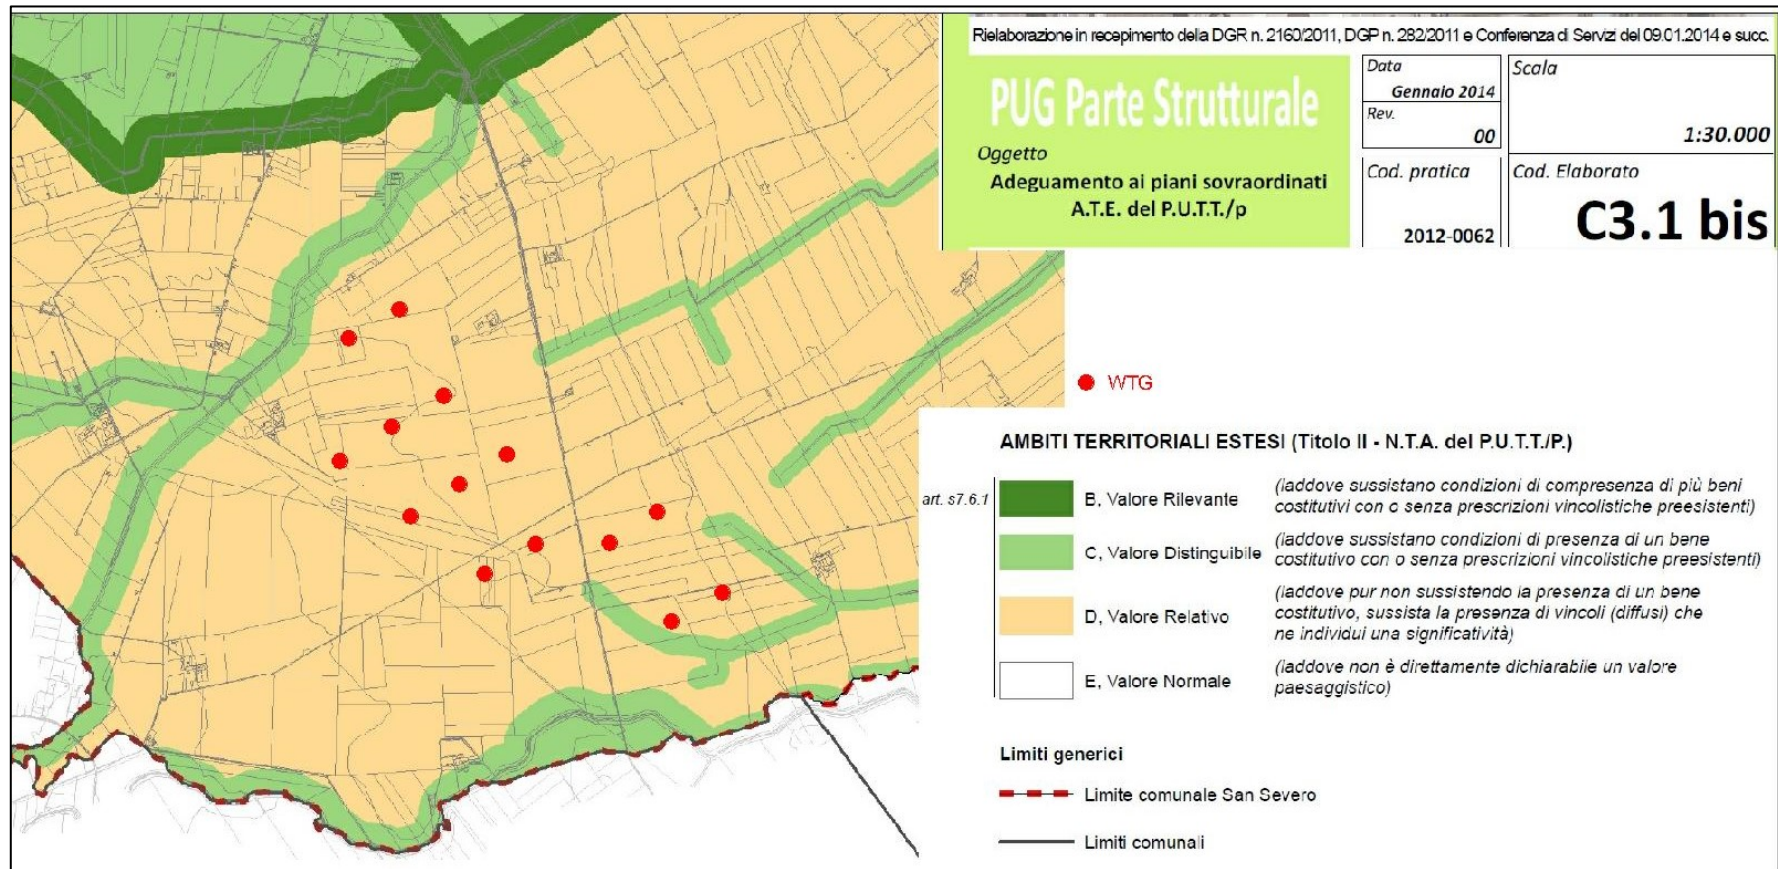 Rielaborazione in recepimento della DGR n. 2160/2011, DGP n. 282/2011 e Conferenza di Servizi del 09.01.2014 e succ.
PUG Parte Strutturale
Oggetto
Adeguamento ai piani sovraordinati
A.T.E. del P.U.T.T./p
Data
Gennaio 2014
Rev.
00
Cod. pratica
2012-0062
Scala
1:30.000
Cod. Elaborato
C3.1 bis
WTG
AMBITI TERRITORIALI ESTESI (Titolo II - N.T.A. del P.U.T.T./P.)
art. s7.6.1
B, Valore Rilevante
(laddove sussistano condizioni di compresenza di più beni
costitutivi con o senza prescrizioni vincolistiche preesistenti)
C, Valore Distinguibile
(laddove sussistano condizioni di presenza di un bene
costitutivo con o senza prescrizioni vincolistiche preesistenti)
D, Valore Relativo
(laddove pur non sussistendo la presenza di un bene
costitutivo, sussista la presenza di vincoli (diffusi) che
ne individui una significatività)
E, Valore Normale
(laddove non è direttamente dichiarabile un valore
paesaggistico)
Limiti generici
Limite comunale San Severo
Limiti comunali